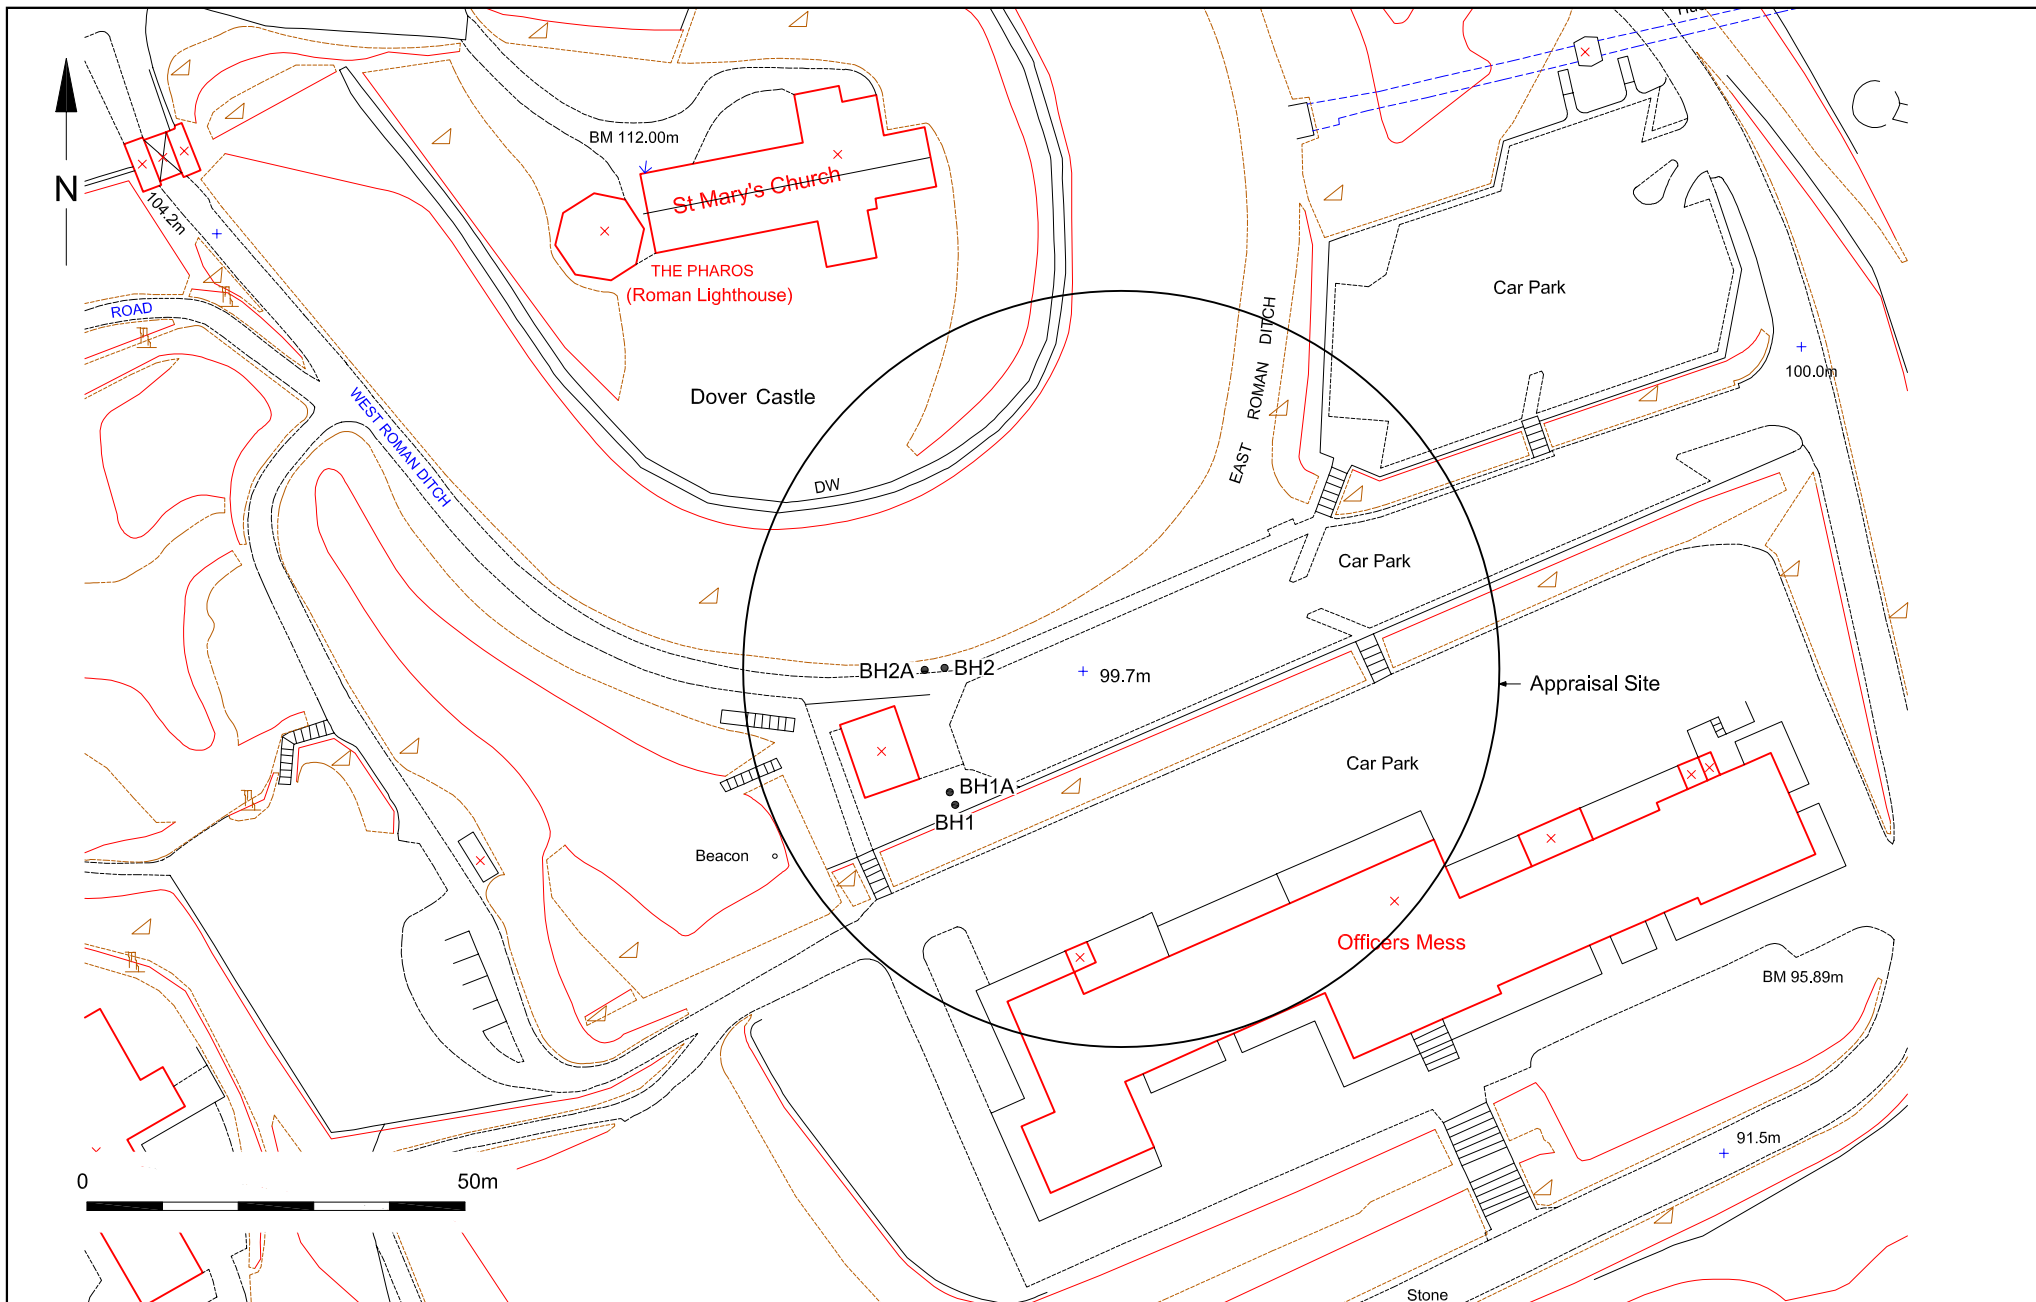 BM 112.00m
N
St Mary's Church
104.2m
THE PHAROS
(Roman Lighthouse)
Car Park
ROAD
EAST ROMAN DITCH
100.0m
Dover Castle
WEST ROMAN DITCH
DW
Car Park
BH2A
BH2
99.7m
Appraisal Site
Car Park
BH1A
BH1
Beacon
Officers Mess
BM 95.89m
91.5m
0
50m
Stone